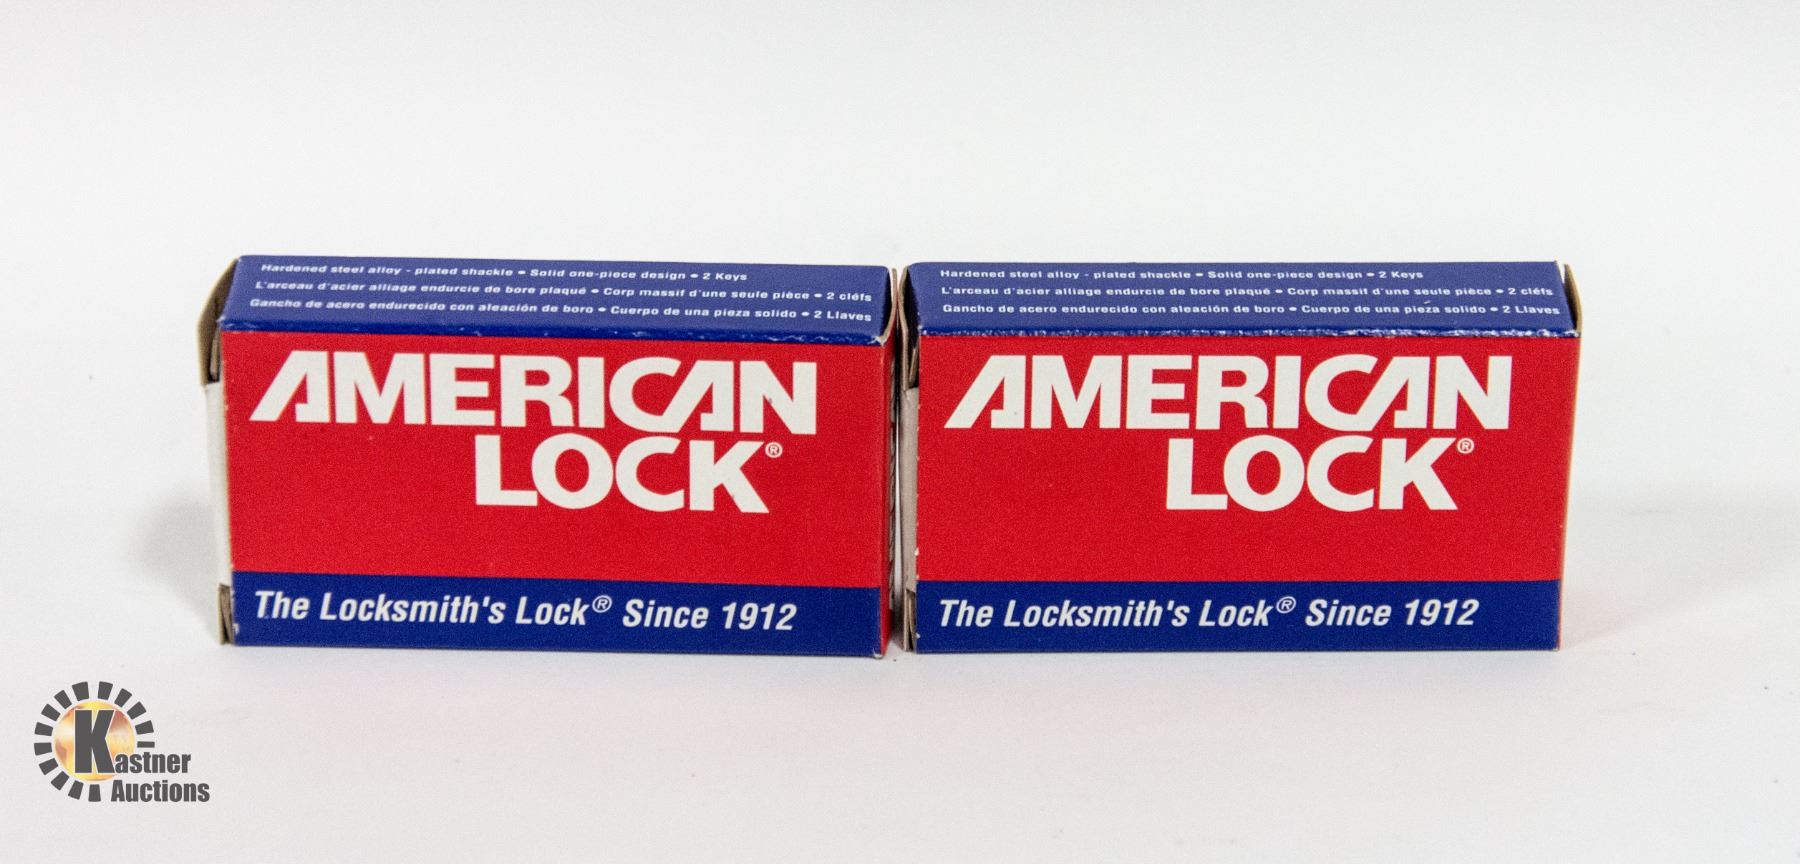 Hardened steel alloy - plated shackle • Solid one-piece design • 2 Keys
L'arceau d'acier alliage endurcie de bore plaqué • Corp massif d'une seule pièce • 2 cléfs
Gancho de acero endurecido con aleación de boro • Cuerpo de una pieza solido • 2 Llaves
AMERICAN
LOCK®
The Locksmith's Lock® Since 1912
Hardened steel alloy - plated shackle • Solid one-piece design • 2 Keys
L'arceau d'acier alliage endurcie de bore plaqué • Corp massif d'une seule pièce • 2 cléfs
Gancho de acero endurecido con aleación de boro • Cuerpo de una pieza solido • 2 Llaves
AMERICAN
LOCK®
The Locksmith's Lock® Since 1912
Kastner
Auctions